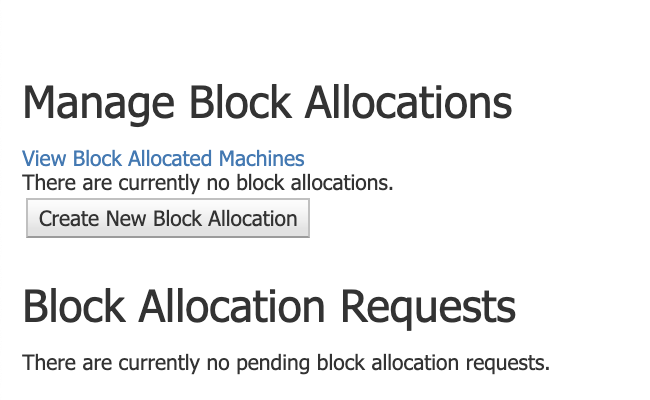 Manage Block Allocations
View Block Allocated Machines
There are currently no block allocations.
Create New Block Allocation
Block Allocation Requests
There are currently no pending block allocation requests.